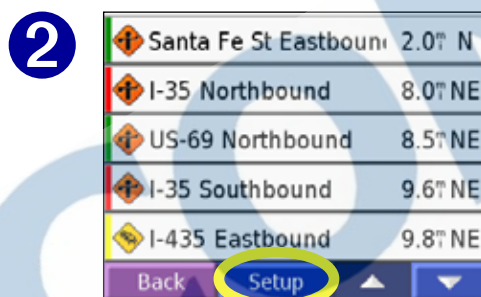 2
Santa Fe St Eastboun 2.0 N
I-35 Northbound 8.0 NE
US-69 Northbound 8.5 NE
I-35 Southbound 9.6 NE
I-435 Eastbound 9.8 NE
Back Setup